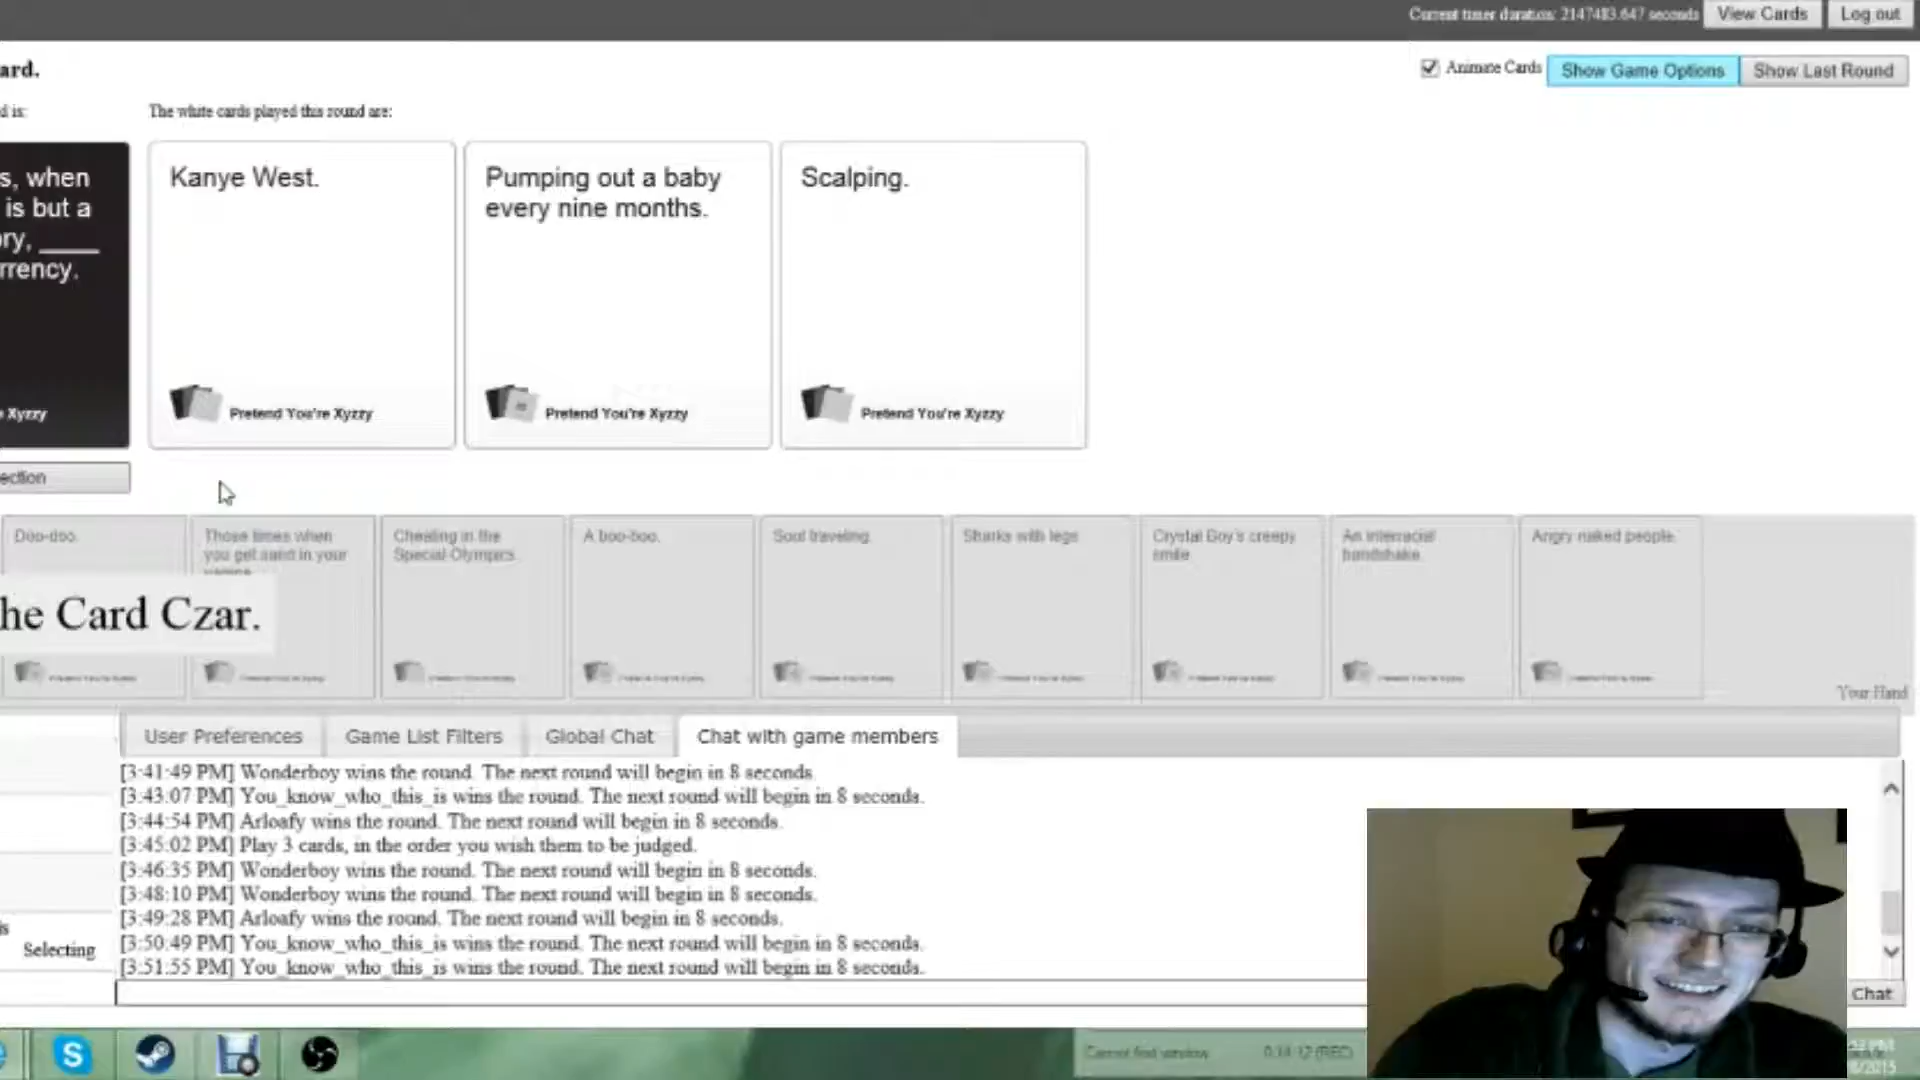 Current timer duration: 2147483.647 seconds
View Cards
Log out
ard.
Animate Cards
Show Game Options
Show Last Round
d is:
The white cards played this round are:
s, when
is but a
ory, ____
rrency.
Xyzzy
Kanye West.
Pretend You're Xyzzy
Pumping out a baby
every nine months.
Pretend You're Xyzzy
Scalping.
Pretend You're Xyzzy
ection
Doo-doo.
Those times when
you get sand in your
Cheating in the
Special Olympics.
A boo-boo.
Soul traveling.
Sharks with legs.
Crystal Boy's creepy
smile.
An interracial
handshake.
Angry naked people.
he Card Czar.
Your Hand
User Preferences
Game List Filters
Global Chat
Chat with game members
[3:41:49 PM] Wonderboy wins the round. The next round will begin in 8 seconds.
[3:43:07 PM] You_know_who_this_is wins the round. The next round will begin in 8 seconds.
[3:44:54 PM] Arloafy wins the round. The next round will begin in 8 seconds.
[3:45:02 PM] Play 3 cards, in the order you wish them to be judged.
[3:46:35 PM] Wonderboy wins the round. The next round will begin in 8 seconds.
[3:48:10 PM] Wonderboy wins the round. The next round will begin in 8 seconds.
[3:49:28 PM] Arloafy wins the round. The next round will begin in 8 seconds.
[3:50:49 PM] You_know_who_this_is wins the round. The next round will begin in 8 seconds.
[3:51:55 PM] You_know_who_this_is wins the round. The next round will begin in 8 seconds.
is
Selecting
Chat
Cannot find window
0:14:12 (REC)